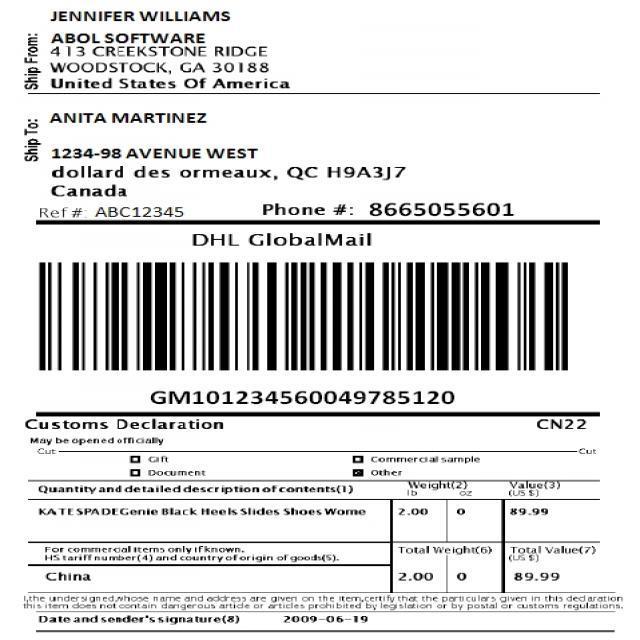 JENNIFER WILLIAMS
Ship From:
ABOL SOFTWARE
413 CREEKSTONE RIDGE
WOODSTOCK, GA 30188
United States Of America
Ship To:
ANITA MARTINEZ
1234-98 AVENUE WEST
dollard des ormeaux, QC H9A3J7
Canada
Ref #: ABC12345 Phone #: 8665055601
DHL GlobalMail
GM101234560049785120
Customs Declaration CN22
May be opened officially
Cut Cut
Gift Commercial sample
Document Other
Quantity and detailed description of contents(1) Weight(2) Value(3)
lb oz (US $)
KATESPADEGenie Black Heels Slides Shoes Wome 2.00 0 89.99
For commercial items only if known. Total Weight(6) Total Value(7)
HS tariff number(4) and country of origin of goods(5). (US $)
China 2.00 0 89.99
I,the undersigned,whose name and address are given on the item,certify that the particulars given in this declaration
this item does not contain dangerous article or articles prohibited by legislation or by postal or customs regulations.
Date and sender's signature(8) 2009-06-19